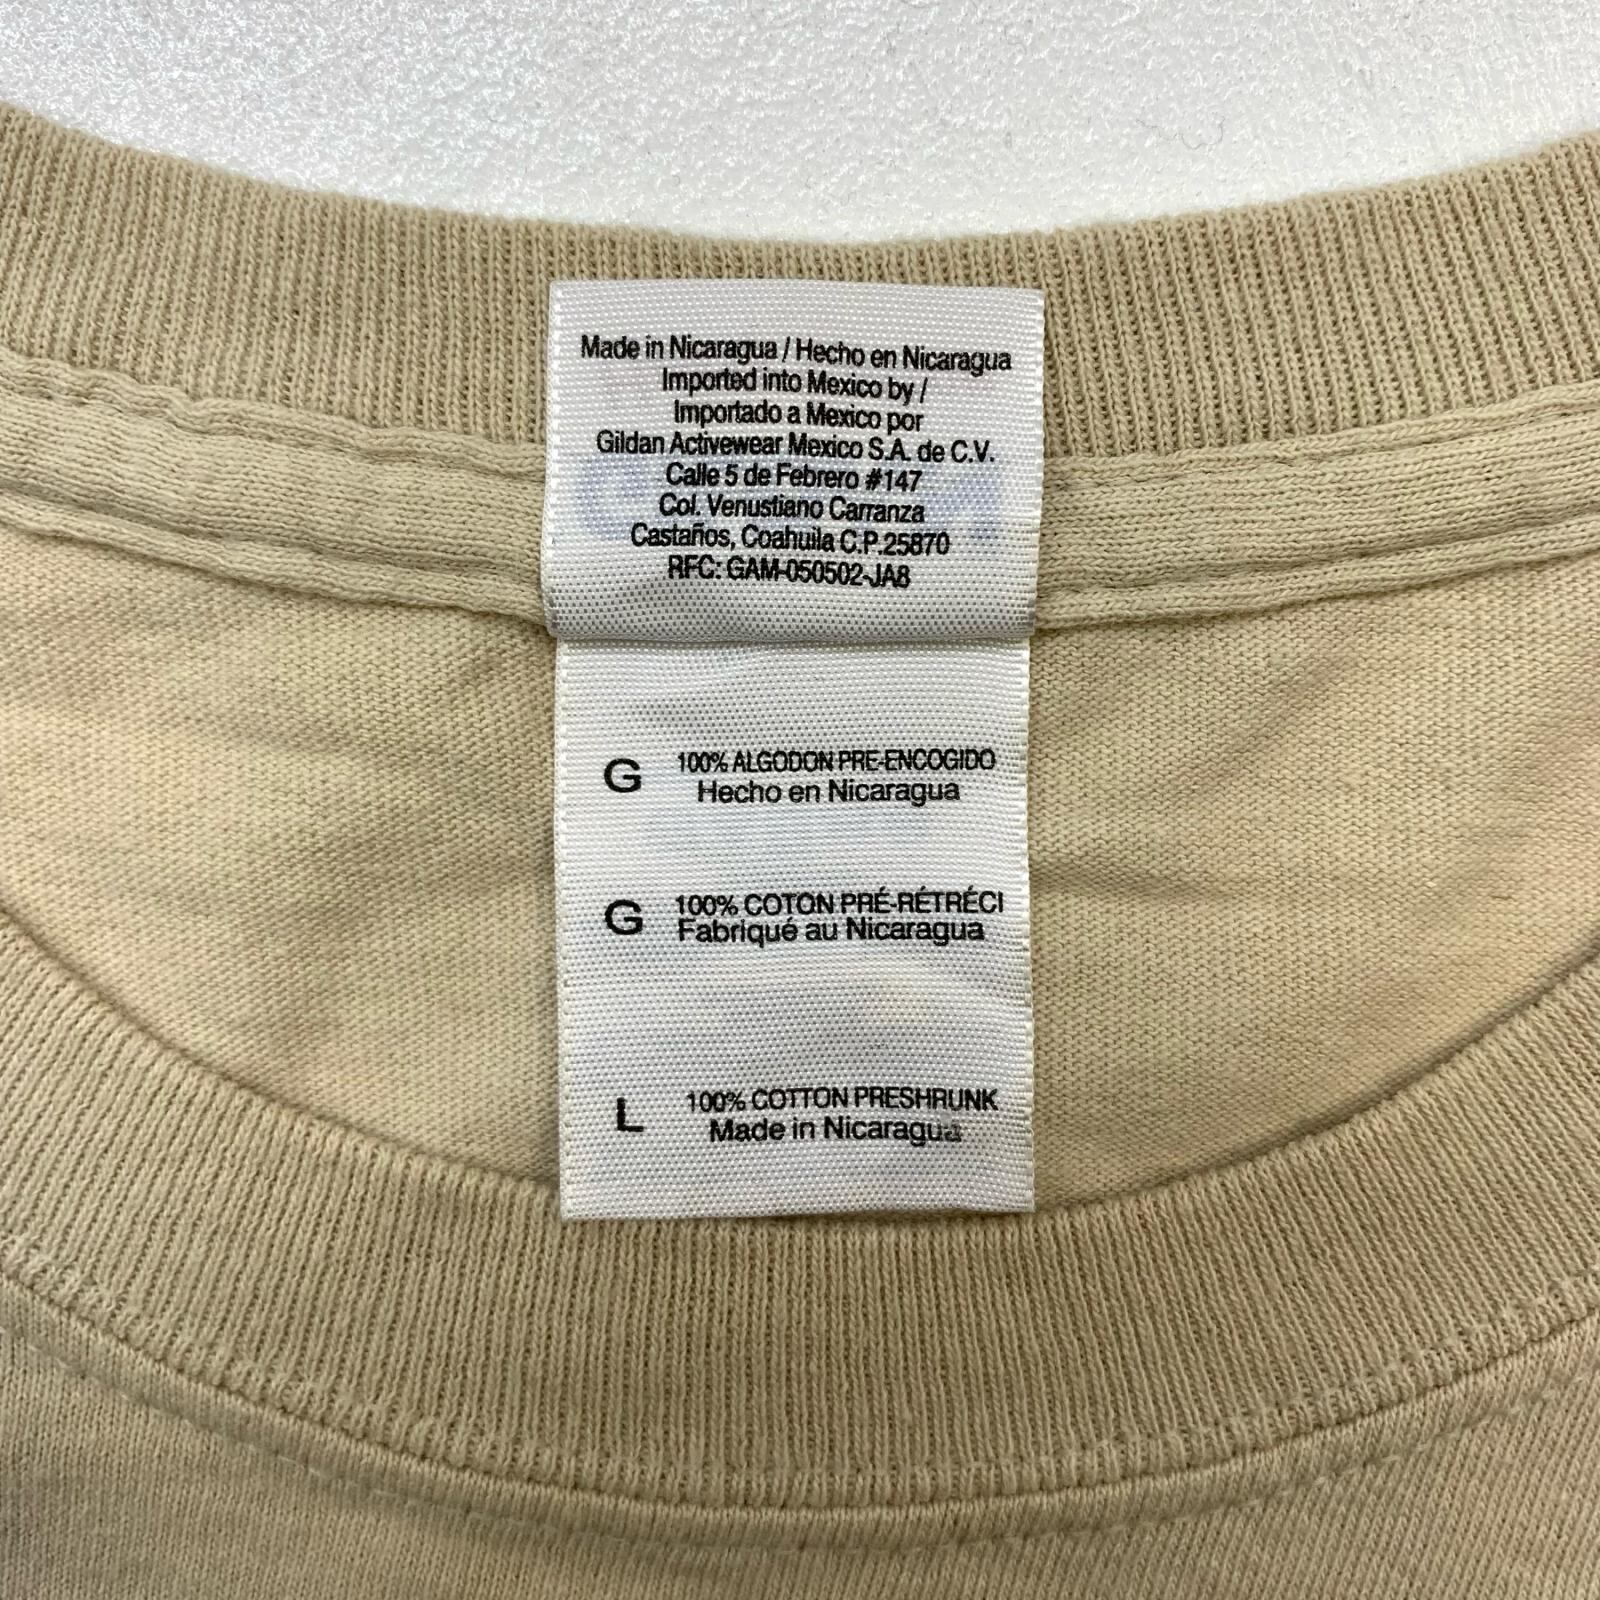 Made in Nicaragua / Hecho en Nicaragua
Imported into Mexico by /
Importado a Mexico por
Gildan Activewear Mexico S.A. de C.V.
Calle 5 de Febrero #147
Col. Venustiano Carranza
Castaños, Coahuila C.P.25870
RFC: GAM-050502-JA8
G 100% ALGODON PRE-ENCOGIDO
Hecho en Nicaragua
G 100% COTON PRÉ-RÉTRÉCI
Fabriqué au Nicaragua
L 100% COTTON PRESHRUNK
Made in Nicaragua